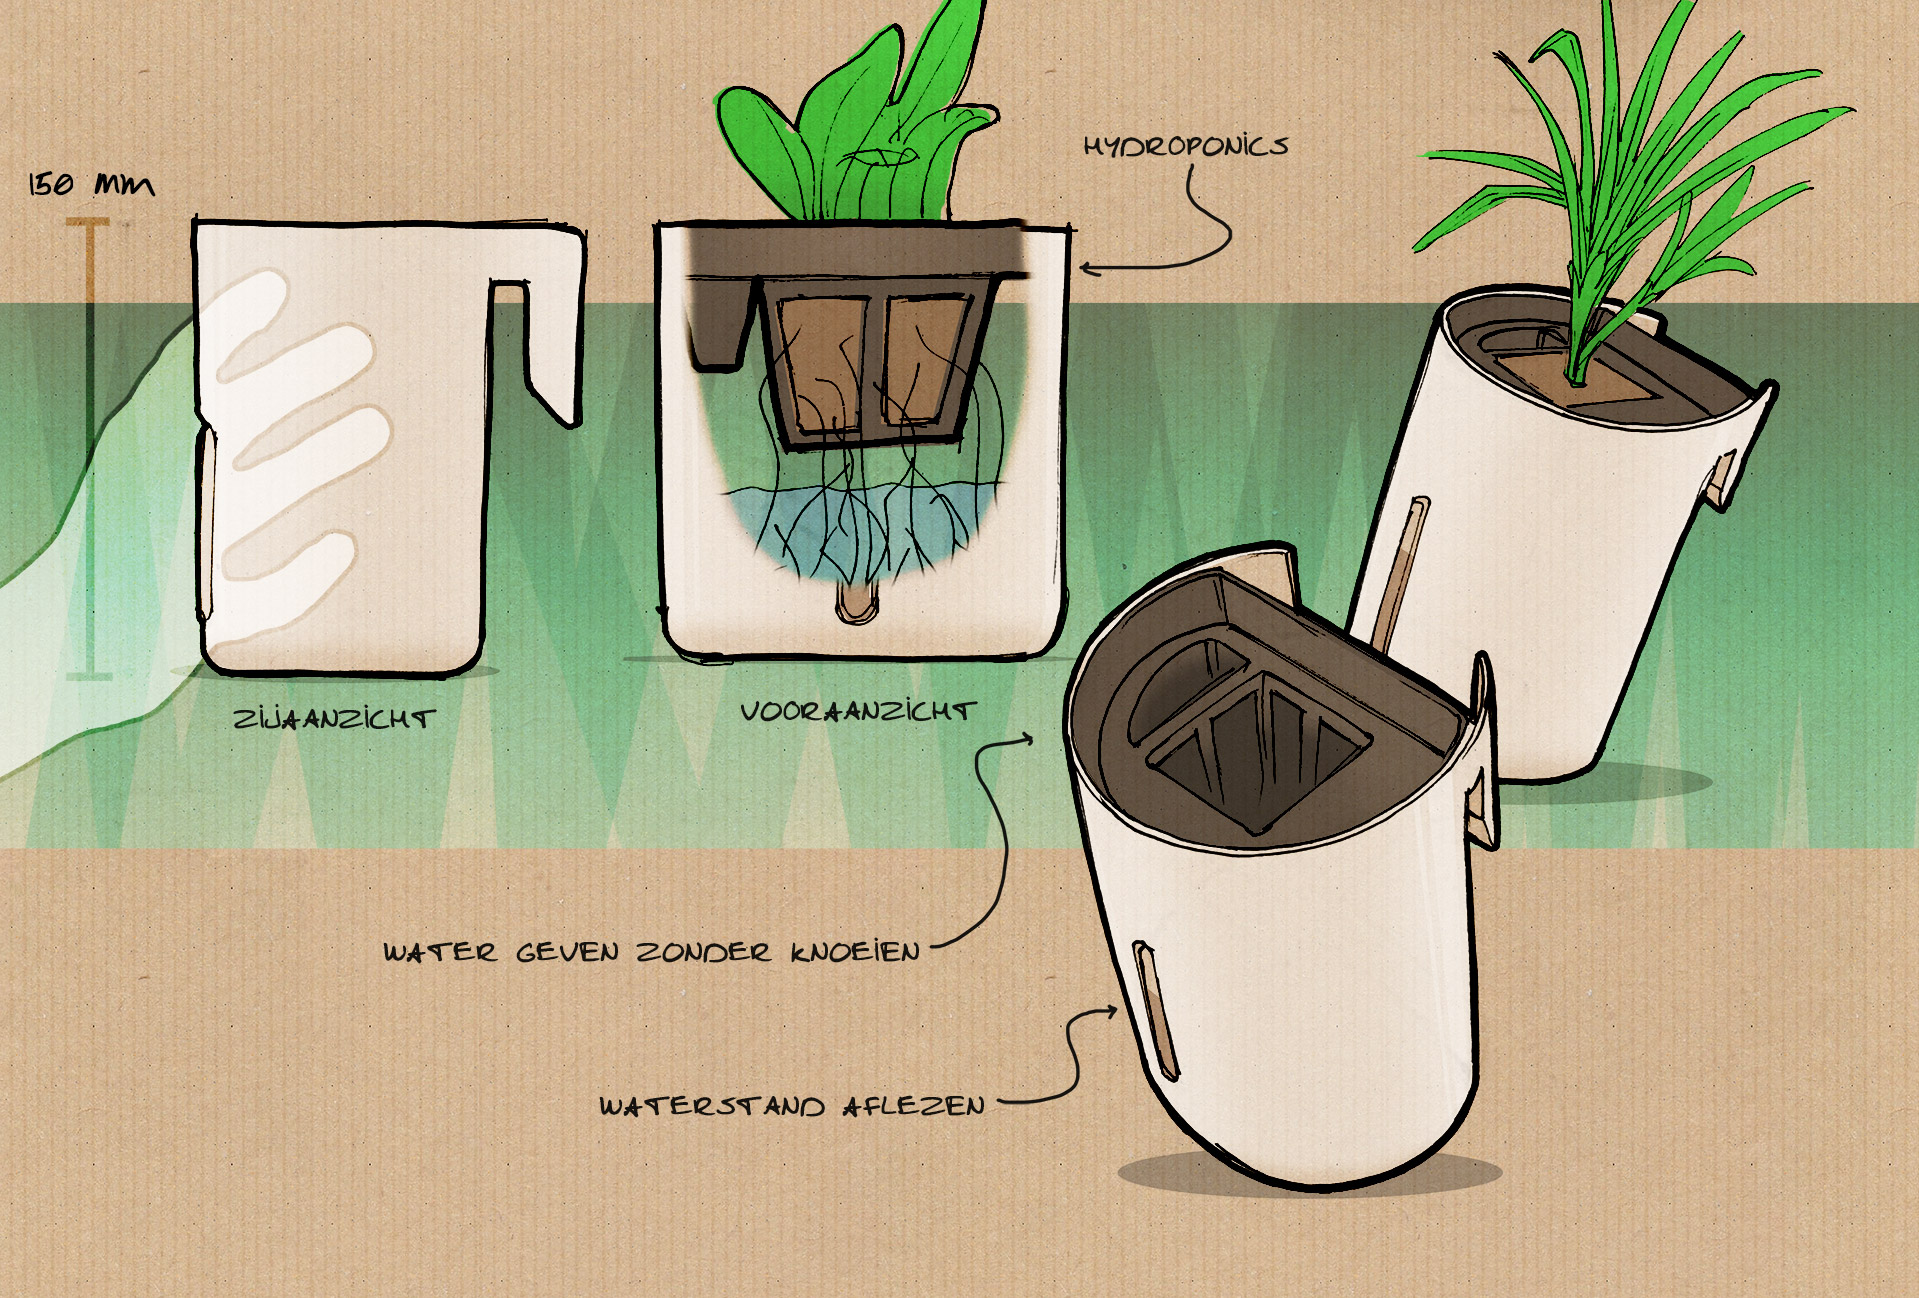 150 mm
HYDROPONICS
ZIJAANZICHT
VOORAANZICHT
WATER GEVEN ZONDER KNOEIEN
WATERSTAND AFLEZEN